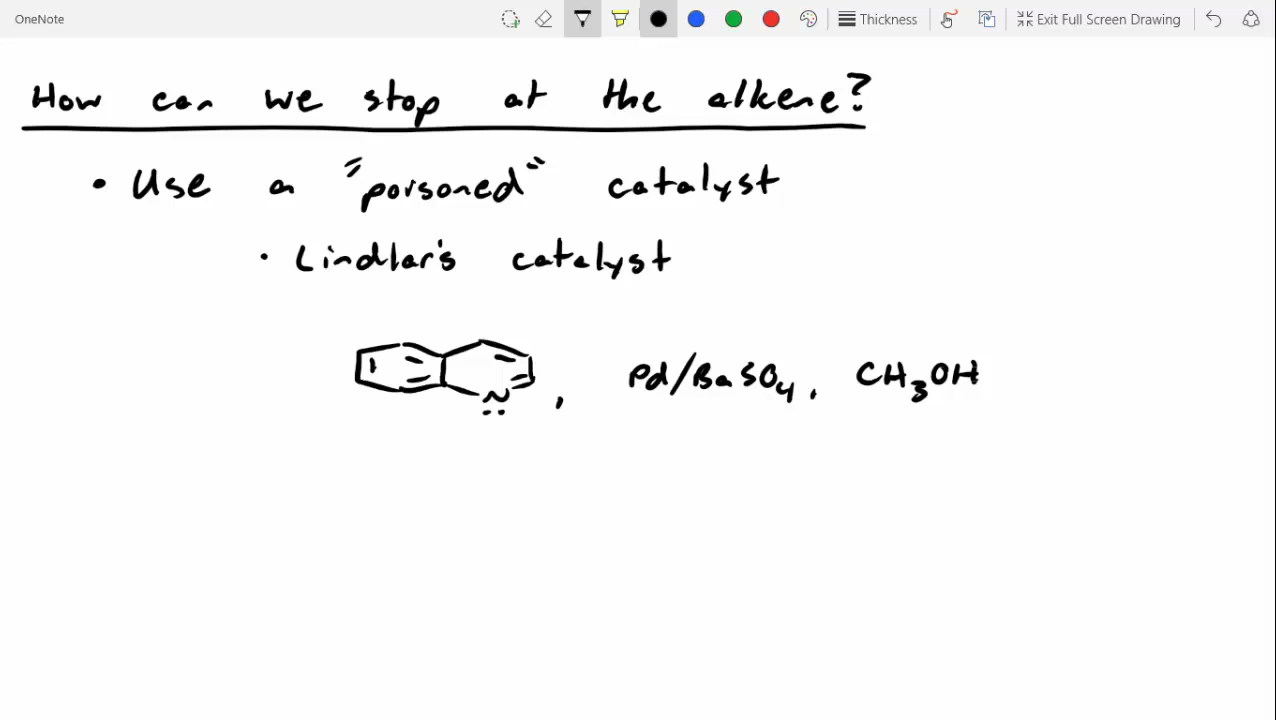 OneNote
Thickness
Exit Full Screen Drawing
How can we stop at the alkene?
• Use a "poisoned" catalyst
• Lindlar's catalyst
N , Pd/BaSO₄, CH₃OH